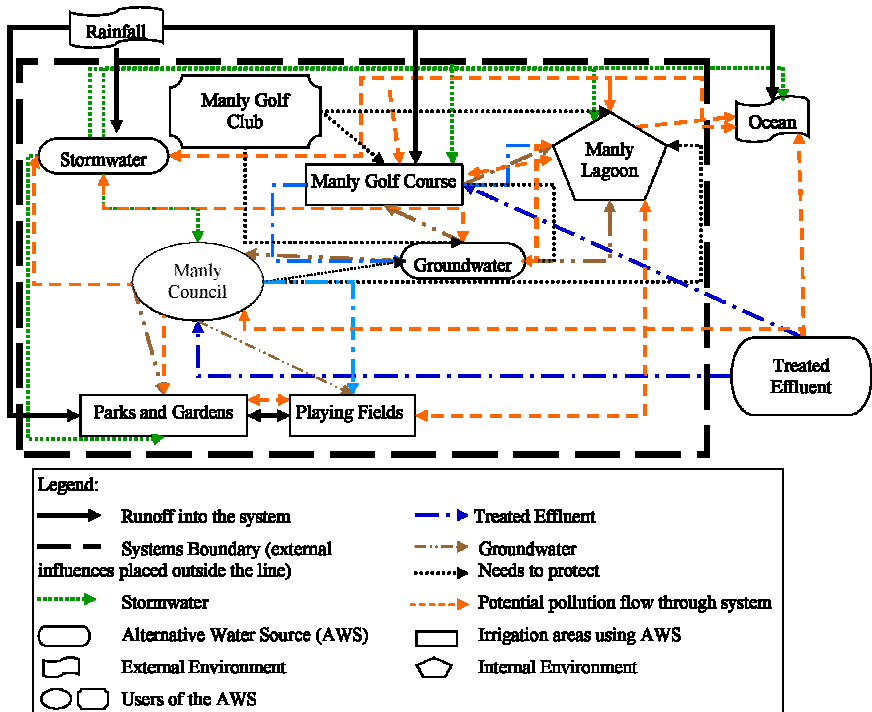 Rainfall
Manly Golf
Club
Ocean
Stormwater
Manly
Lagoon
Manly Golf Course
Manly
Council
Groundwater
Treated
Effluent
Parks and Gardens
Playing Fields
Legend:
Runoff into the system
Treated Effluent
Systems Boundary (external
influences placed outside the line)
Groundwater
Needs to protect
Stormwater
Potential pollution flow through system
Alternative Water Source (AWS)
Irrigation areas using AWS
External Environment
Internal Environment
Users of the AWS